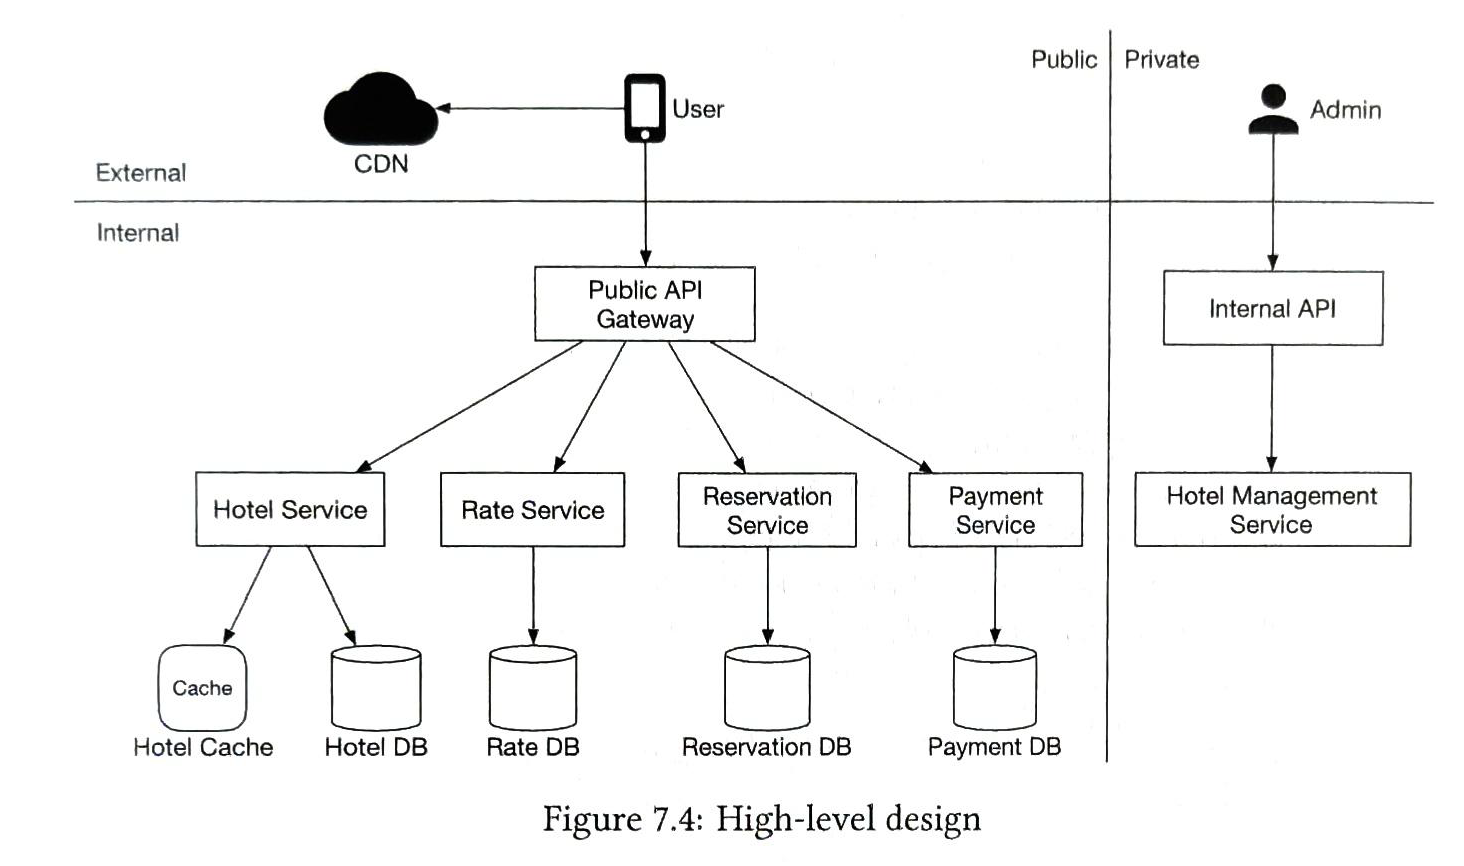 Public
Private
User
Admin
CDN
External
Internal
Public API
Gateway
Internal API
Hotel Service
Rate Service
Reservation
Service
Payment
Service
Hotel Management
Service
Cache
Hotel Cache
Hotel DB
Rate DB
Reservation DB
Payment DB
Figure 7.4: High-level design